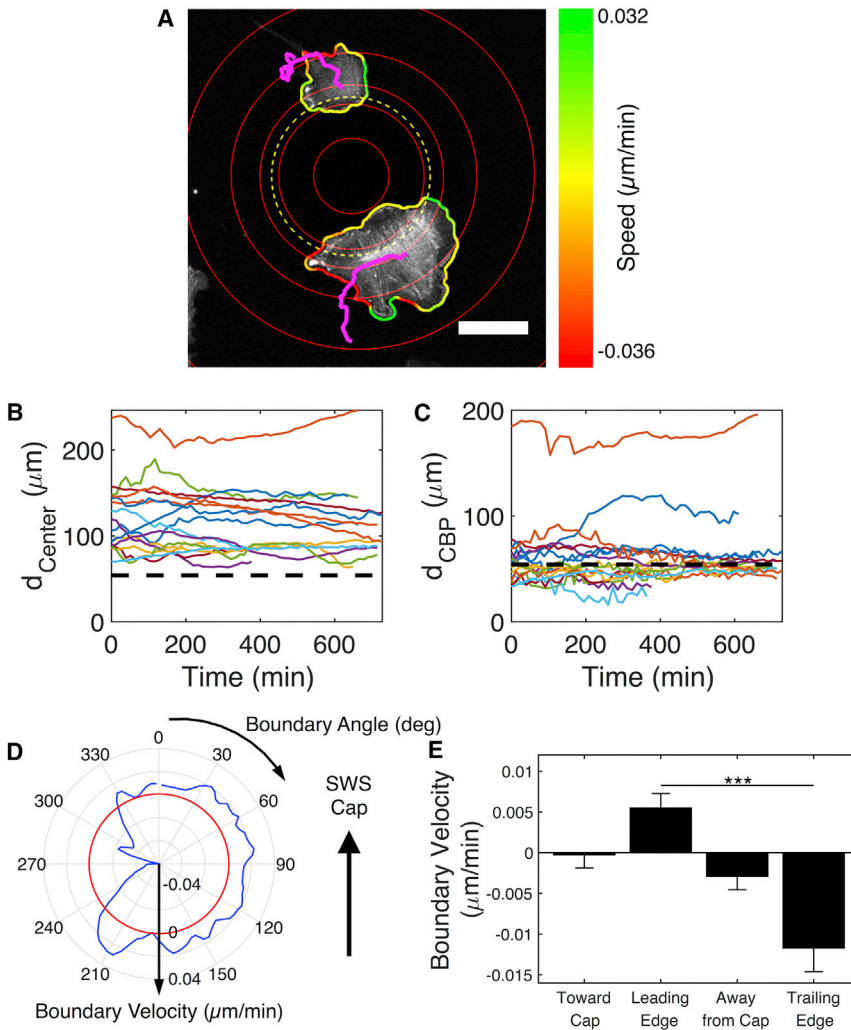 A
0.032
Speed (μm/min)
-0.036
B
200
100
0
dCenter (μm)
0 200 400 600
Time (min)
C
200
100
0
dCBP (μm)
0 200 400 600
Time (min)
D
Boundary Angle (deg)
0
30
60
90
120
150
210
240
270
300
330
-0.04
0
0.04
Boundary Velocity (μm/min)
SWS
Cap
E
***
0.01
0.005
0
-0.005
-0.01
-0.015
Boundary Velocity
(μm/min)
Toward Leading Away Trailing
Cap Edge from Cap Edge